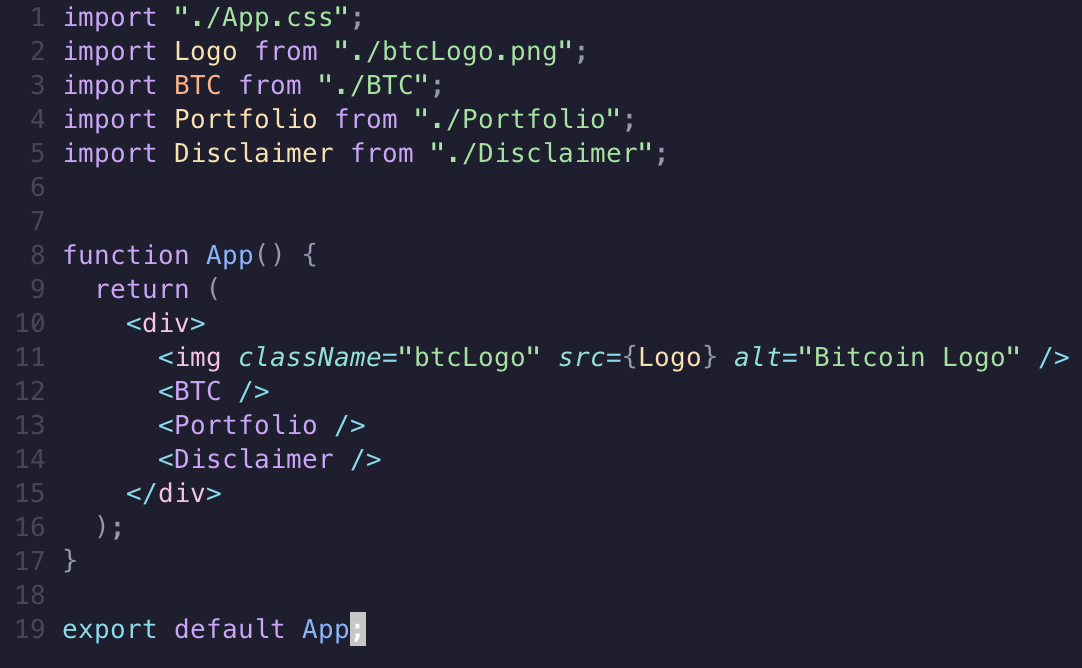 1 import "./App.css";
2 import Logo from "./btcLogo.png";
3 import BTC from "./BTC";
4 import Portfolio from "./Portfolio";
5 import Disclaimer from "./Disclaimer";
6
7
8 function App() {
9   return (
10     <div>
11       <img className="btcLogo" src={Logo} alt="Bitcoin Logo" />
12       <BTC />
13       <Portfolio />
14       <Disclaimer />
15     </div>
16   );
17 }
18
19 export default App;